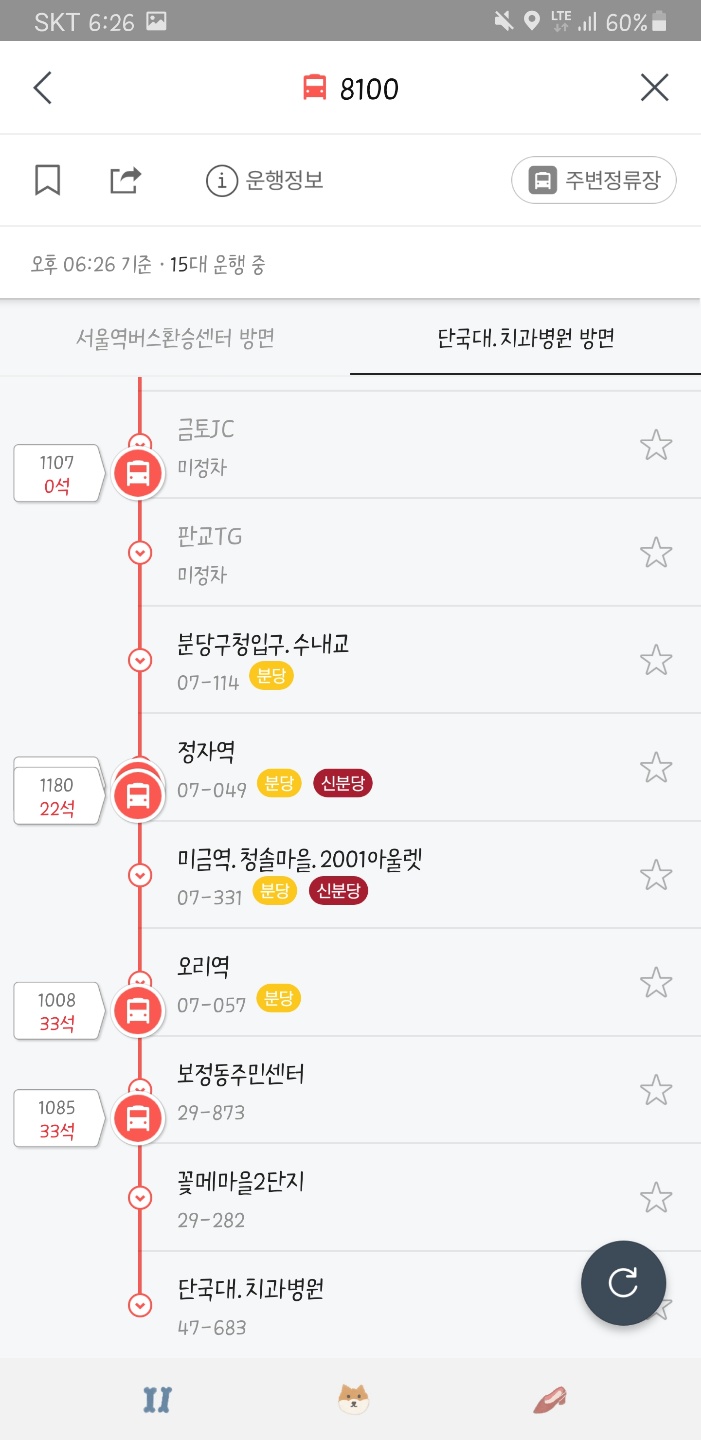 SKT 6:26
LTE 60%
8100
운행정보
주변정류장
오후 06:26 기준 · 15대 운행 중
서울역버스환승센터 방면
단국대.치과병원 방면
금토JC
미정차
1107
0석
판교TG
미정차
분당구청입구.수내교
07-114 분당
정자역
07-049 분당 신분당
1180
22석
미금역.청솔마을.2001아울렛
07-331 분당 신분당
오리역
07-057 분당
1008
33석
보정동주민센터
29-873
1085
33석
꽃메마을2단지
29-282
단국대.치과병원
47-683